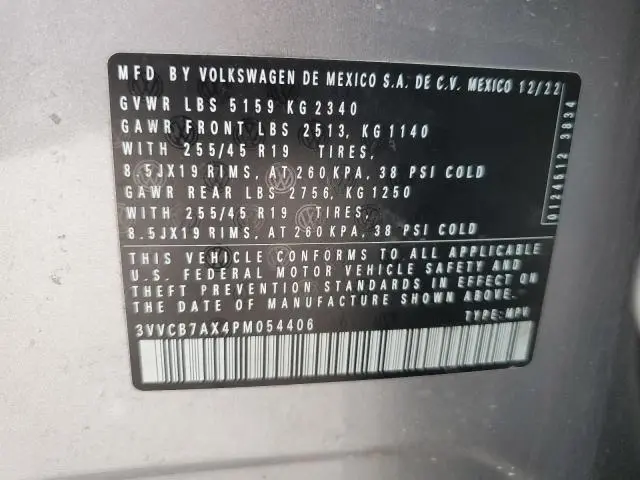 MFD BY VOLKSWAGEN DE MEXICO S.A. DE C.V. MEXICO 12/22
GVWR LBS 5159 KG 2340
GAWR FRONT LBS 2513, KG 1140
WITH 255/45 R19 TIRES,
8.5JX19 RIMS, AT 260 KPA, 38 PSI COLD
GAWR REAR LBS 2756, KG 1250
WITH 255/45 R19 TIRES,
8.5JX19 RIMS, AT 260 KPA, 38 PSI COLD
THIS VEHICLE CONFORMS TO ALL APPLICABLE
U.S. FEDERAL MOTOR VEHICLE SAFETY AND
THEFT PREVENTION STANDARDS IN EFFECT ON
THE DATE OF MANUFACTURE SHOWN ABOVE.
3VVCB7AX4PM054406
TYPE: MPV
0124512 3834